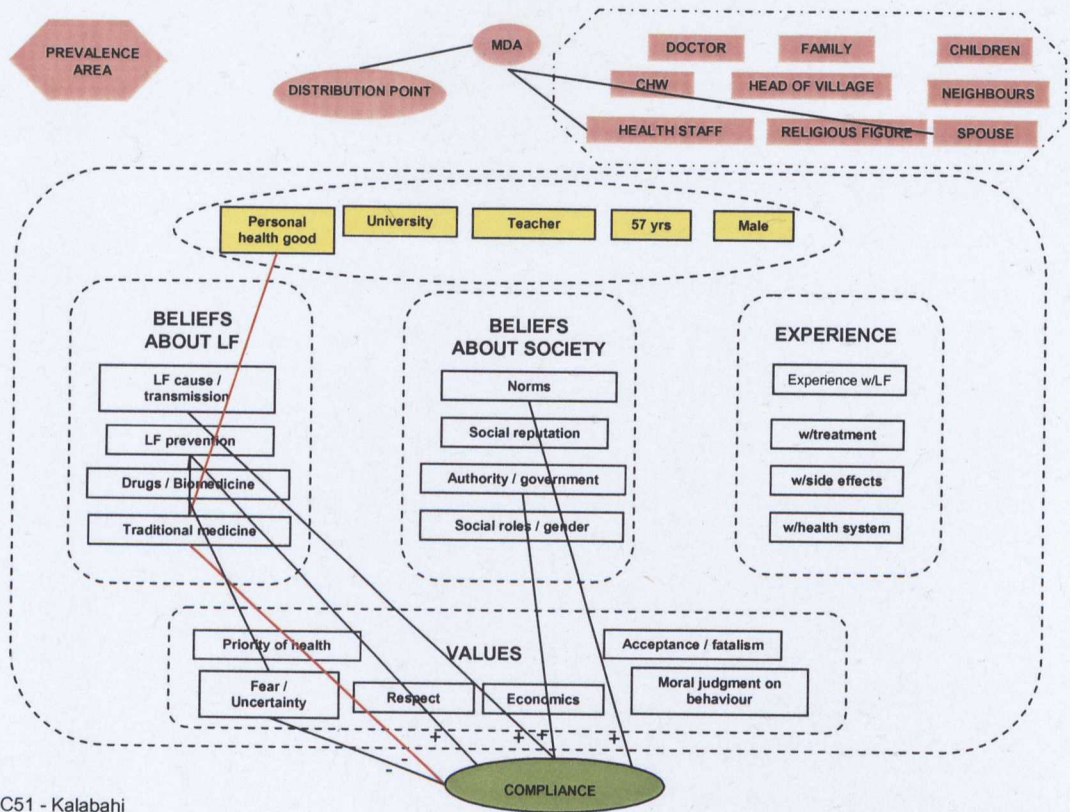 PREVALENCE
AREA
MDA
DISTRIBUTION POINT
DOCTOR
FAMILY
CHILDREN
CHW
HEAD OF VILLAGE
NEIGHBOURS
HEALTH STAFF
RELIGIOUS FIGURE
SPOUSE
Personal
health good
University
Teacher
57 yrs
Male
BELIEFS
ABOUT LF
LF cause /
transmission
LF prevention
Drugs / Biomedicine
Traditional medicine
BELIEFS
ABOUT SOCIETY
Norms
Social reputation
Authority / government
Social roles / gender
EXPERIENCE
Experience w/LF
w/treatment
w/side effects
w/health system
VALUES
Priority of health
Acceptance / fatalism
Fear /
Uncertainty
Respect
Economics
Moral judgment on
behaviour
+ + + +
-
-
COMPLIANCE
C51 - Kalabahi